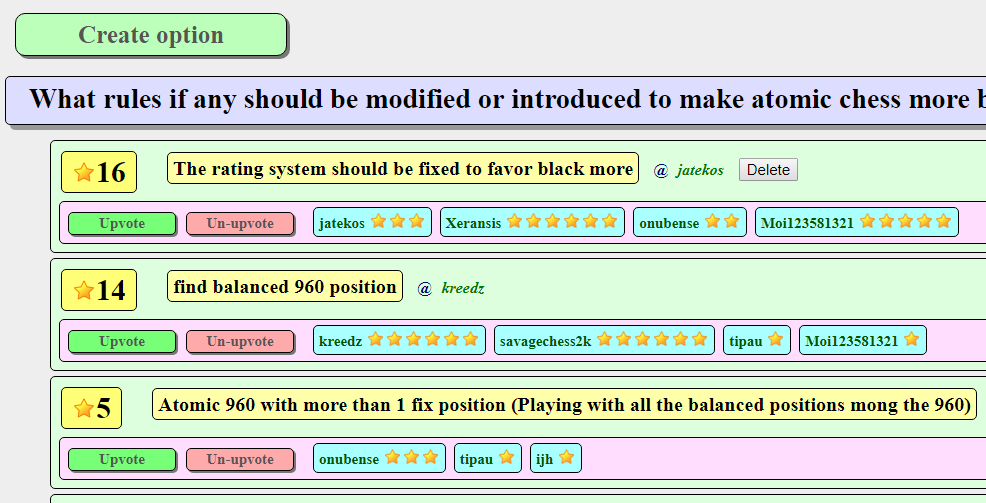 Create option
What rules if any should be modified or introduced to make atomic chess more b
16 The rating system should be fixed to favor black more @ jatekos Delete
Upvote Un-upvote jatekos Xeransis onubense Moi123581321
14 find balanced 960 position @ kreedz
Upvote Un-upvote kreedz savagechess2k tipau Moi123581321
5 Atomic 960 with more than 1 fix position (Playing with all the balanced positions mong the 960)
Upvote Un-upvote onubense tipau ijh